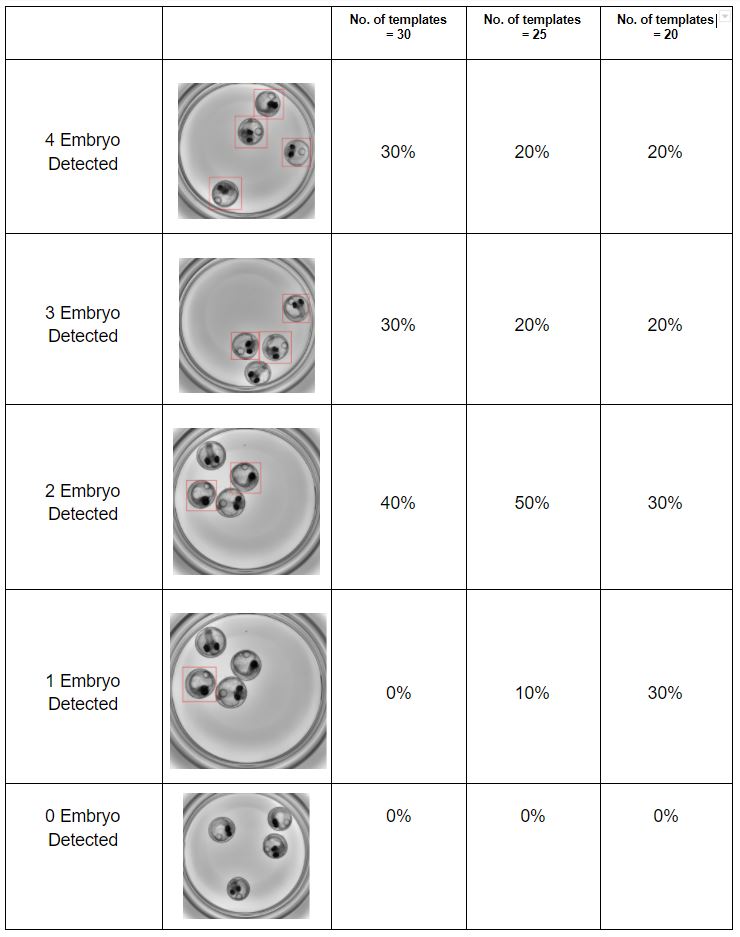 No. of templates
= 30
No. of templates
= 25
No. of templates
= 20
4 Embryo
Detected
30%
20%
20%
3 Embryo
Detected
30%
20%
20%
2 Embryo
Detected
40%
50%
30%
1 Embryo
Detected
0%
10%
30%
0 Embryo
Detected
0%
0%
0%